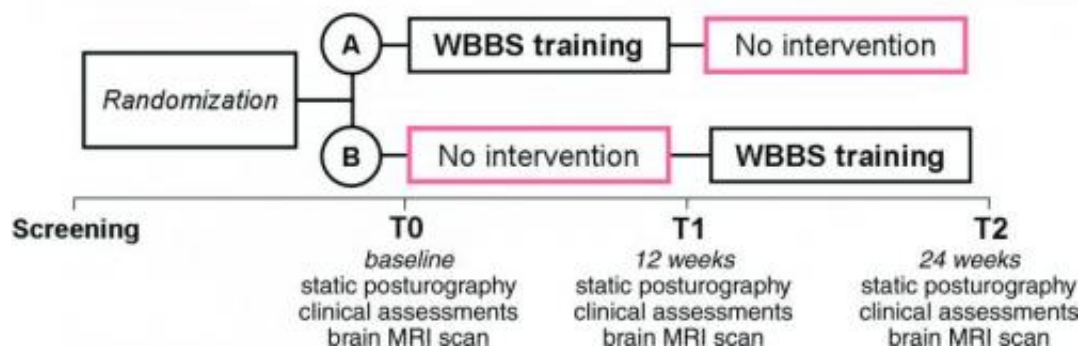 A WBBS training No intervention
Randomization
B No intervention WBBS training
Screening T0 T1 T2
baseline 12 weeks 24 weeks
static posturography static posturography static posturography
clinical assessments clinical assessments clinical assessments
brain MRI scan brain MRI scan brain MRI scan